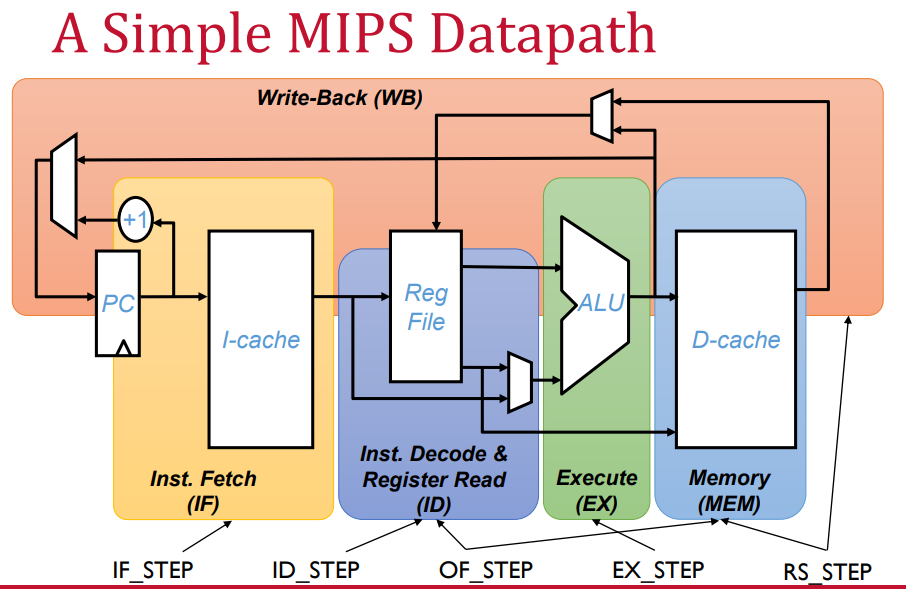 A Simple MIPS Datapath
Write-Back (WB)
+1
PC
I-cache
Reg
File
ALU
D-cache
Inst. Fetch
(IF)
Inst. Decode &
Register Read
(ID)
Execute
(EX)
Memory
(MEM)
IF_STEP
ID_STEP
OF_STEP
EX_STEP
RS_STEP